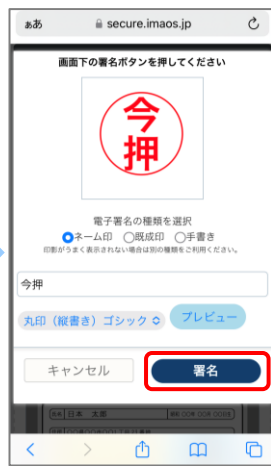 ああ secure.imaos.jp
画面下の署名ボタンを押してください
今
押
電子署名の種類を選択
ネーム印 既成印 手書き
印影がうまく表示されない場合は別の種類をご利用ください。
今押
丸印（縦書き）ゴシック プレビュー
キャンセル 署名
日本 太郎